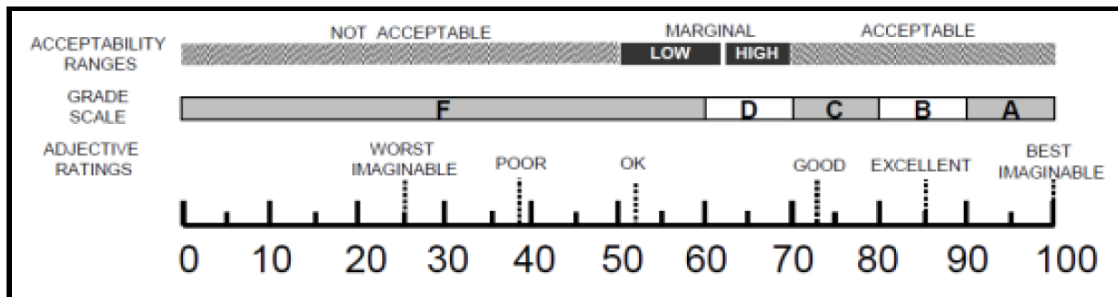 NOT ACCEPTABLE MARGINAL ACCEPTABLE
ACCEPTABILITY
RANGES
LOW HIGH
GRADE
SCALE
F D C B A
ADJECTIVE
RATINGS
WORST
IMAGINABLE
POOR
OK
GOOD
EXCELLENT
BEST
IMAGINABLE
0 10 20 30 40 50 60 70 80 90 100